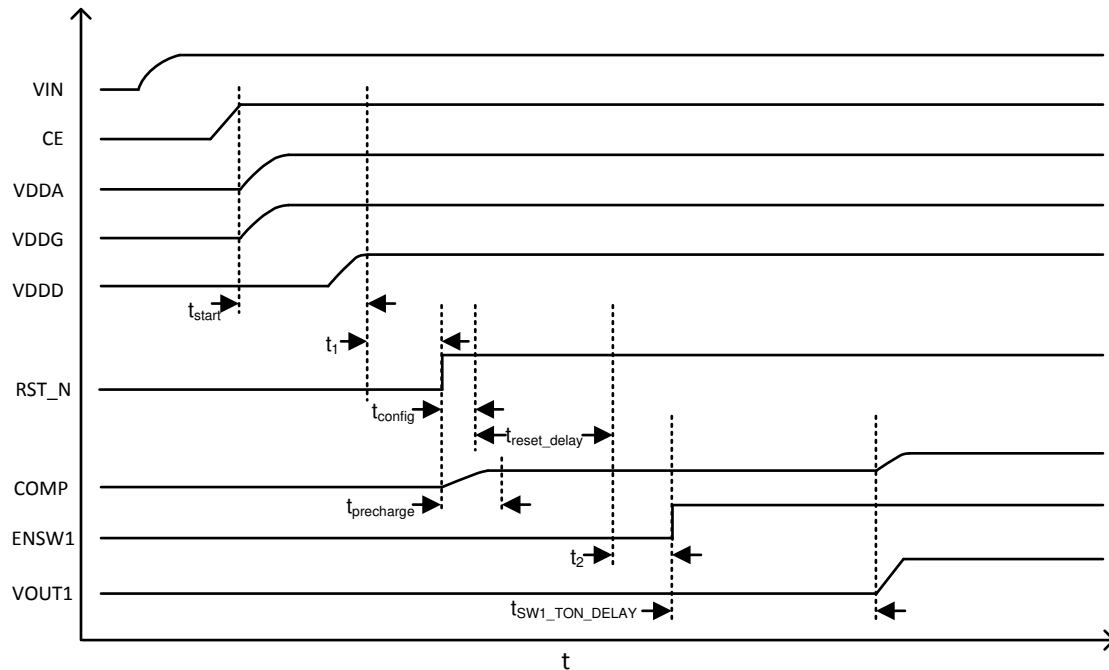 VIN
CE
VDDA
VDDG
VDDD
tstart
t1
RST_N
tconfig
treset_delay
COMP
tprecharge
ENSW1
t2
VOUT1
tSW1_TON_DELAY
t